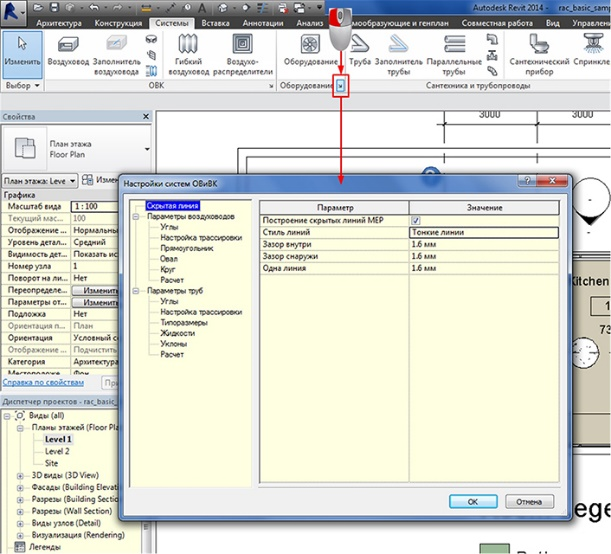 Autodesk Revit 2014 - rac_basic_sam
Архитектура Конструкция Системы Вставить Аннотации Анализ Формообразующие и генплан Совместная работа Вид Управлени
Изменить Воздуховод Заполнитель воздуховода Гибкий воздуховод Воздухо-распределители Оборудование Труба Заполнитель трубы Параллельные трубы Сантехнический прибор Спринкле
Выбор ОВК Оборудование Сантехника и трубопроводы
3000 3000
Свойства
План этажа
Floor Plan
План этажа: Leve Измен
Графика
Масштаб вида 1 : 100
Текущий мас... 100
Отображение ... Нормальны
Уровень детал... Средний
Видимость дет... Показать ис
Номер узла 1
Поворот на ли... Нет
Переопределе... Изменить
Параметры от... Изменить
Подложка Нет
Ориентация п... План
Ориентация Условный с
Отображение ... Подчистить
Категория Архитектура
Местоположе... Фон
Справка по свойствам При
Диспетчер проектов - rac_basic_
Виды (all)
Планы этажей (Floor Pla
Level 1
Level 2
Site
3D виды (3D View)
Фасады (Building Elevat
Разрезы (Building Section
Разрезы (Wall Section)
Виды узлов (Detail)
Визуализация (Rendering)
Легенды
Настройки систем ОВиВК
Скрытая линия
Параметры воздуховодов
Углы
Настройка трассировки
Прямоугольник
Овал
Круг
Расчет
Параметры труб
Углы
Настройка трассировки
Типоразмеры
Жидкости
Уклоны
Расчет
Параметр Значение
Построение скрытых линий MEP
Стиль линий Тонкие линии
Зазор внутри 1.6 мм
Зазор снаружи 1.6 мм
Одна линия 1.6 мм
OK Отмена
Kitchen
1
73
ege